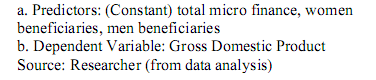 a. Predictors: (Constant) total micro finance, women
beneficiaries, men beneficiaries
b. Dependent Variable: Gross Domestic Product
Source: Researcher (from data analysis)